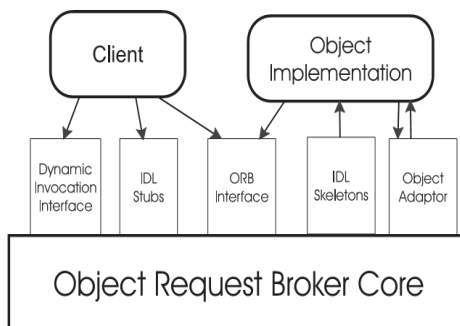 Client
Object
Implementation
Dynamic
Invocation
Interface
IDL
Stubs
ORB
Interface
IDL
Skeletons
Object
Adaptor
Object Request Broker Core